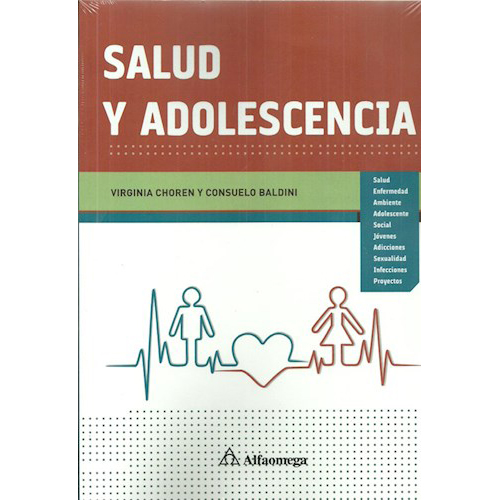 SALUD
Y ADOLESCENCIA
VIRGINIA CHOREN Y CONSUELO BALDINI
Salud
Enfermedad
Ambiente
Adolescente
Social
Jóvenes
Adicciones
Sexualidad
Infecciones
Proyectos
Alfaomega